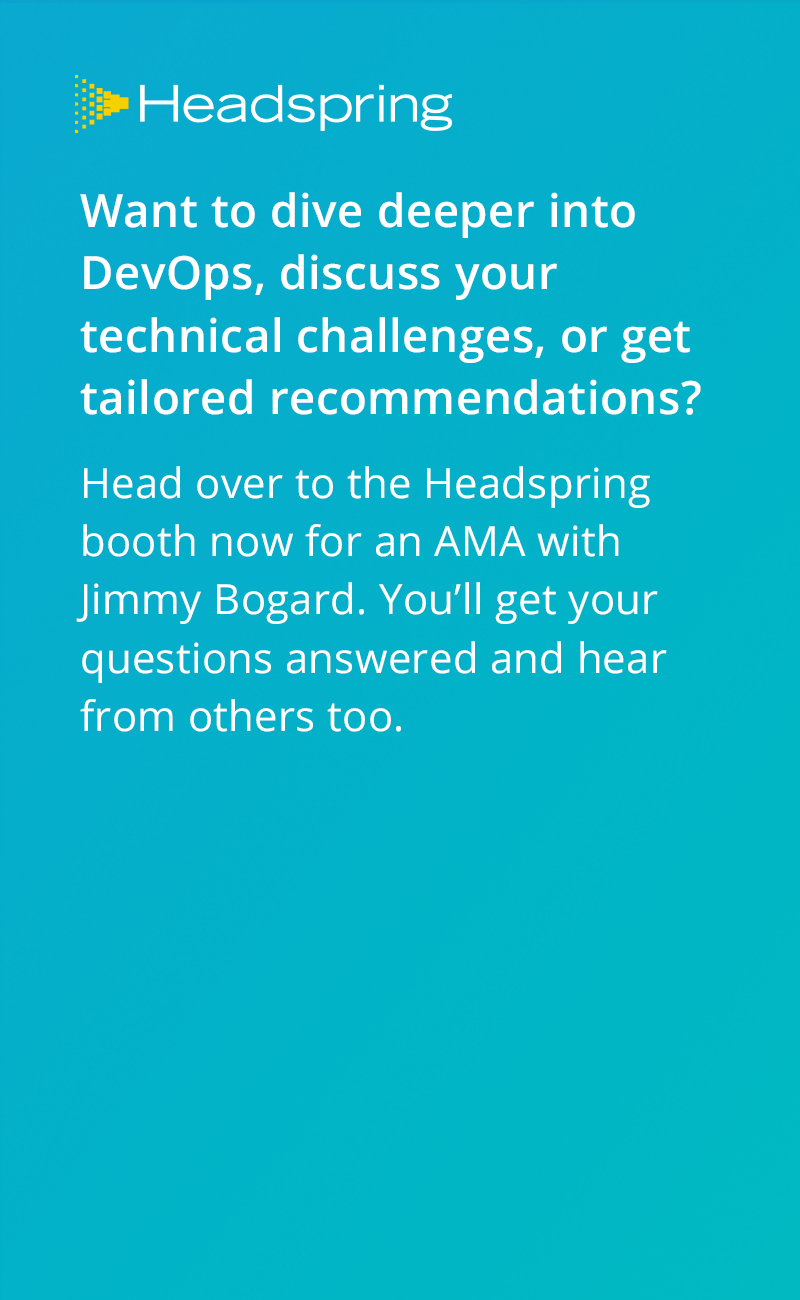 Headspring
Want to dive deeper into
DevOps, discuss your
technical challenges, or get
tailored recommendations?
Head over to the Headspring
booth now for an AMA with
Jimmy Bogard. You’ll get your
questions answered and hear
from others too.